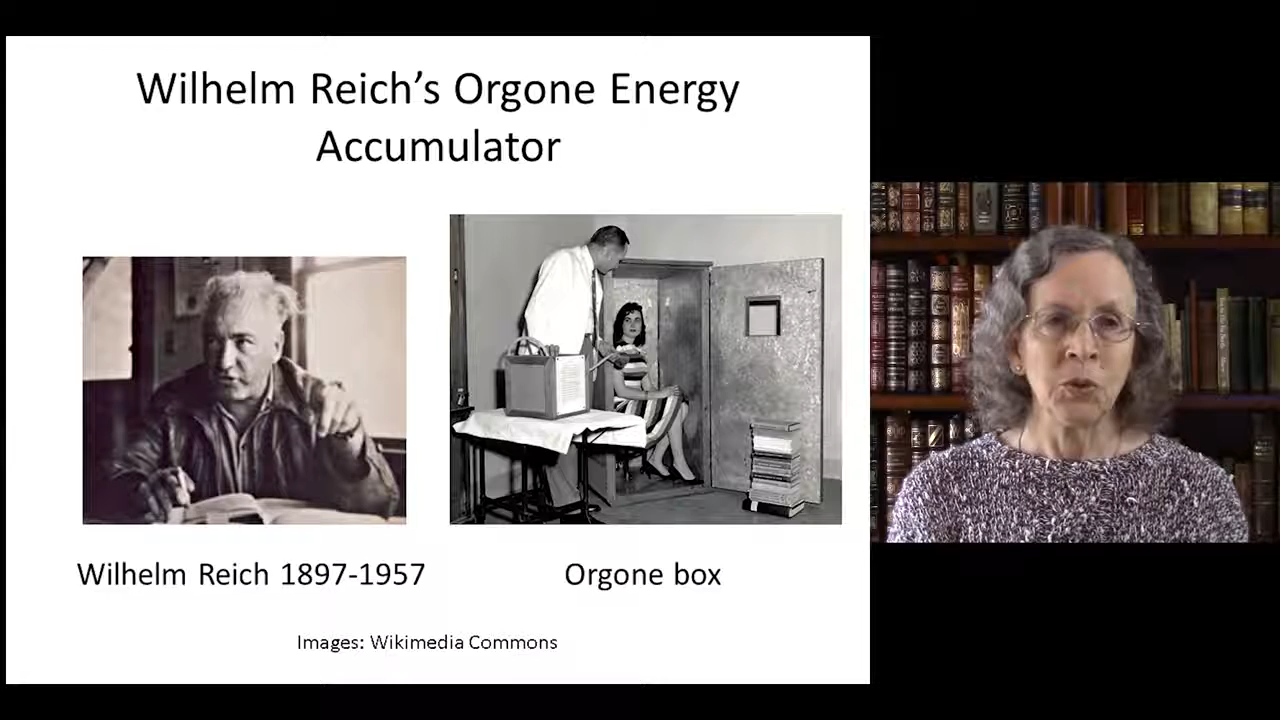 Wilhelm Reich’s Orgone Energy
Accumulator
Wilhelm Reich 1897-1957
Orgone box
Images: Wikimedia Commons